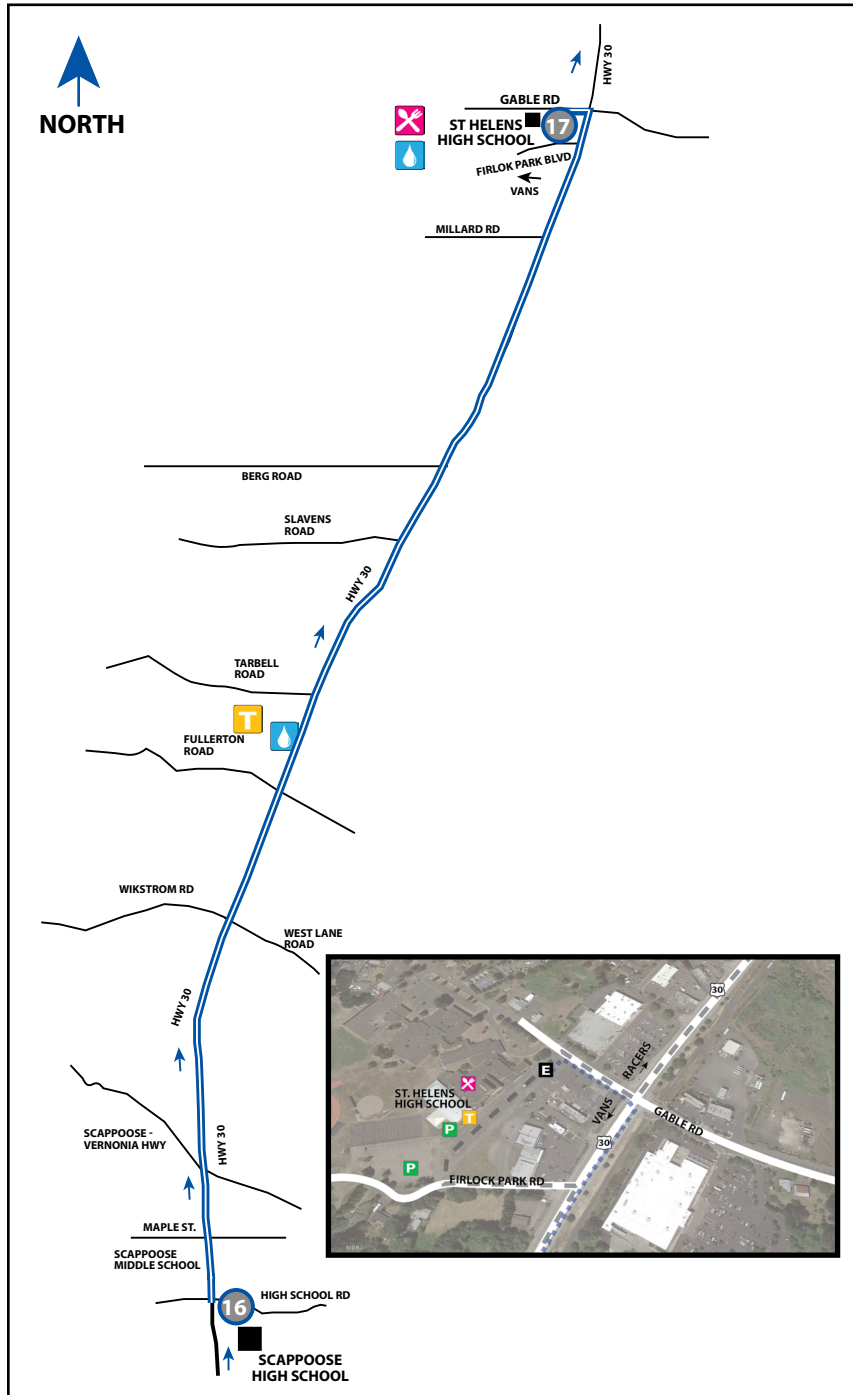 NORTH
HWY 30
GABLE RD
ST HELENS
HIGH SCHOOL
17
FIRLOK PARK BLVD
VANS
MILLARD RD
BERG ROAD
SLAVENS
ROAD
HWY 30
TARBELL
ROAD
T
FULLERTON
ROAD
WIKSTROM RD
WEST LANE
ROAD
HWY 30
SCAPPOOSE -
VERNONIA HWY
HWY 30
MAPLE ST.
SCAPPOOSE
MIDDLE SCHOOL
16
HIGH SCHOOL RD
SCAPPOOSE
HIGH SCHOOL
30
RACERS
E
ST. HELENS
HIGH SCHOOL
T
P
VANS
GABLE RD
30
P
FIRLOCK PARK RD